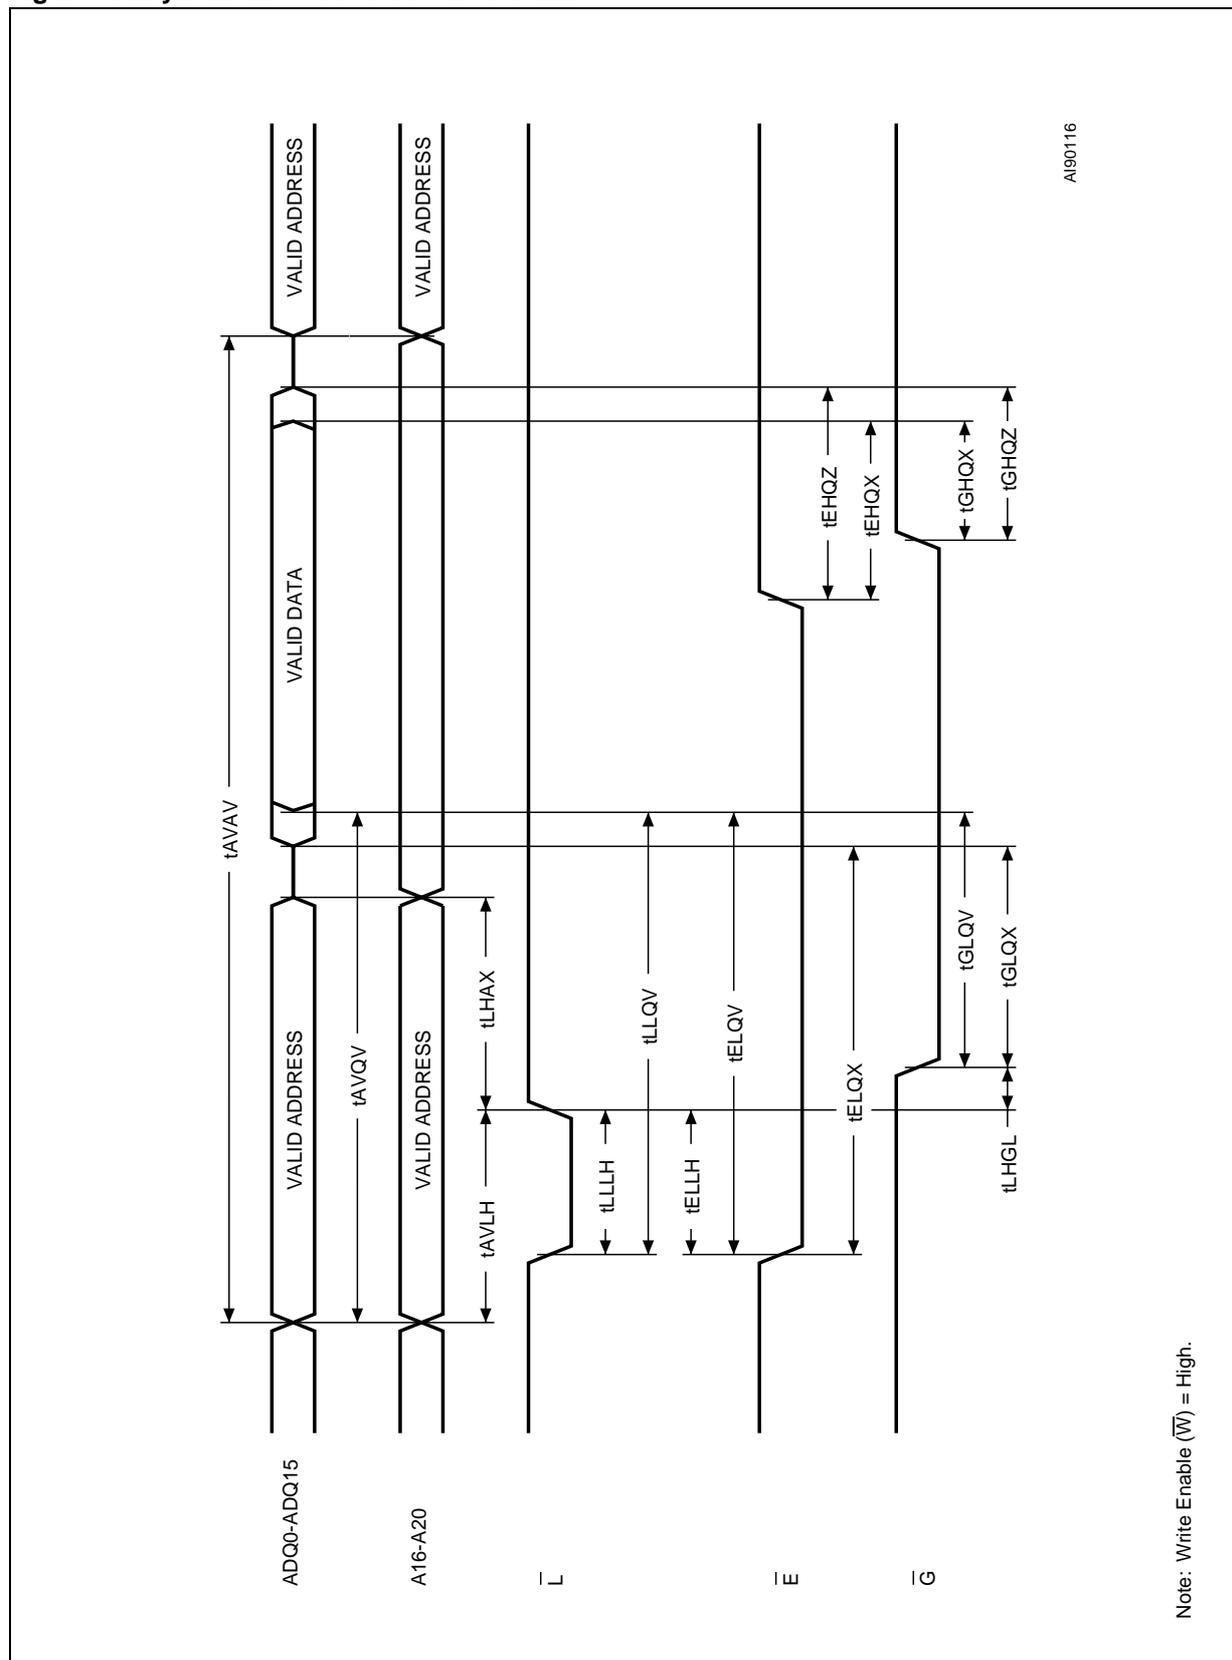 tAVAV
ADQ0-ADQ15
VALID ADDRESS
VALID DATA
VALID ADDRESS
tAVQV
A16-A20
VALID ADDRESS
VALID ADDRESS
tAVLH
tLHAX
L̅
tLLLH
tLLQV
tELLH
tELQV
E̅
tEHQZ
tELQX
tEHQX
G̅
tGLQV
tGHQX
tLHGL
tGLQX
tGHQZ
AI90116
Note: Write Enable (W̅) = High.